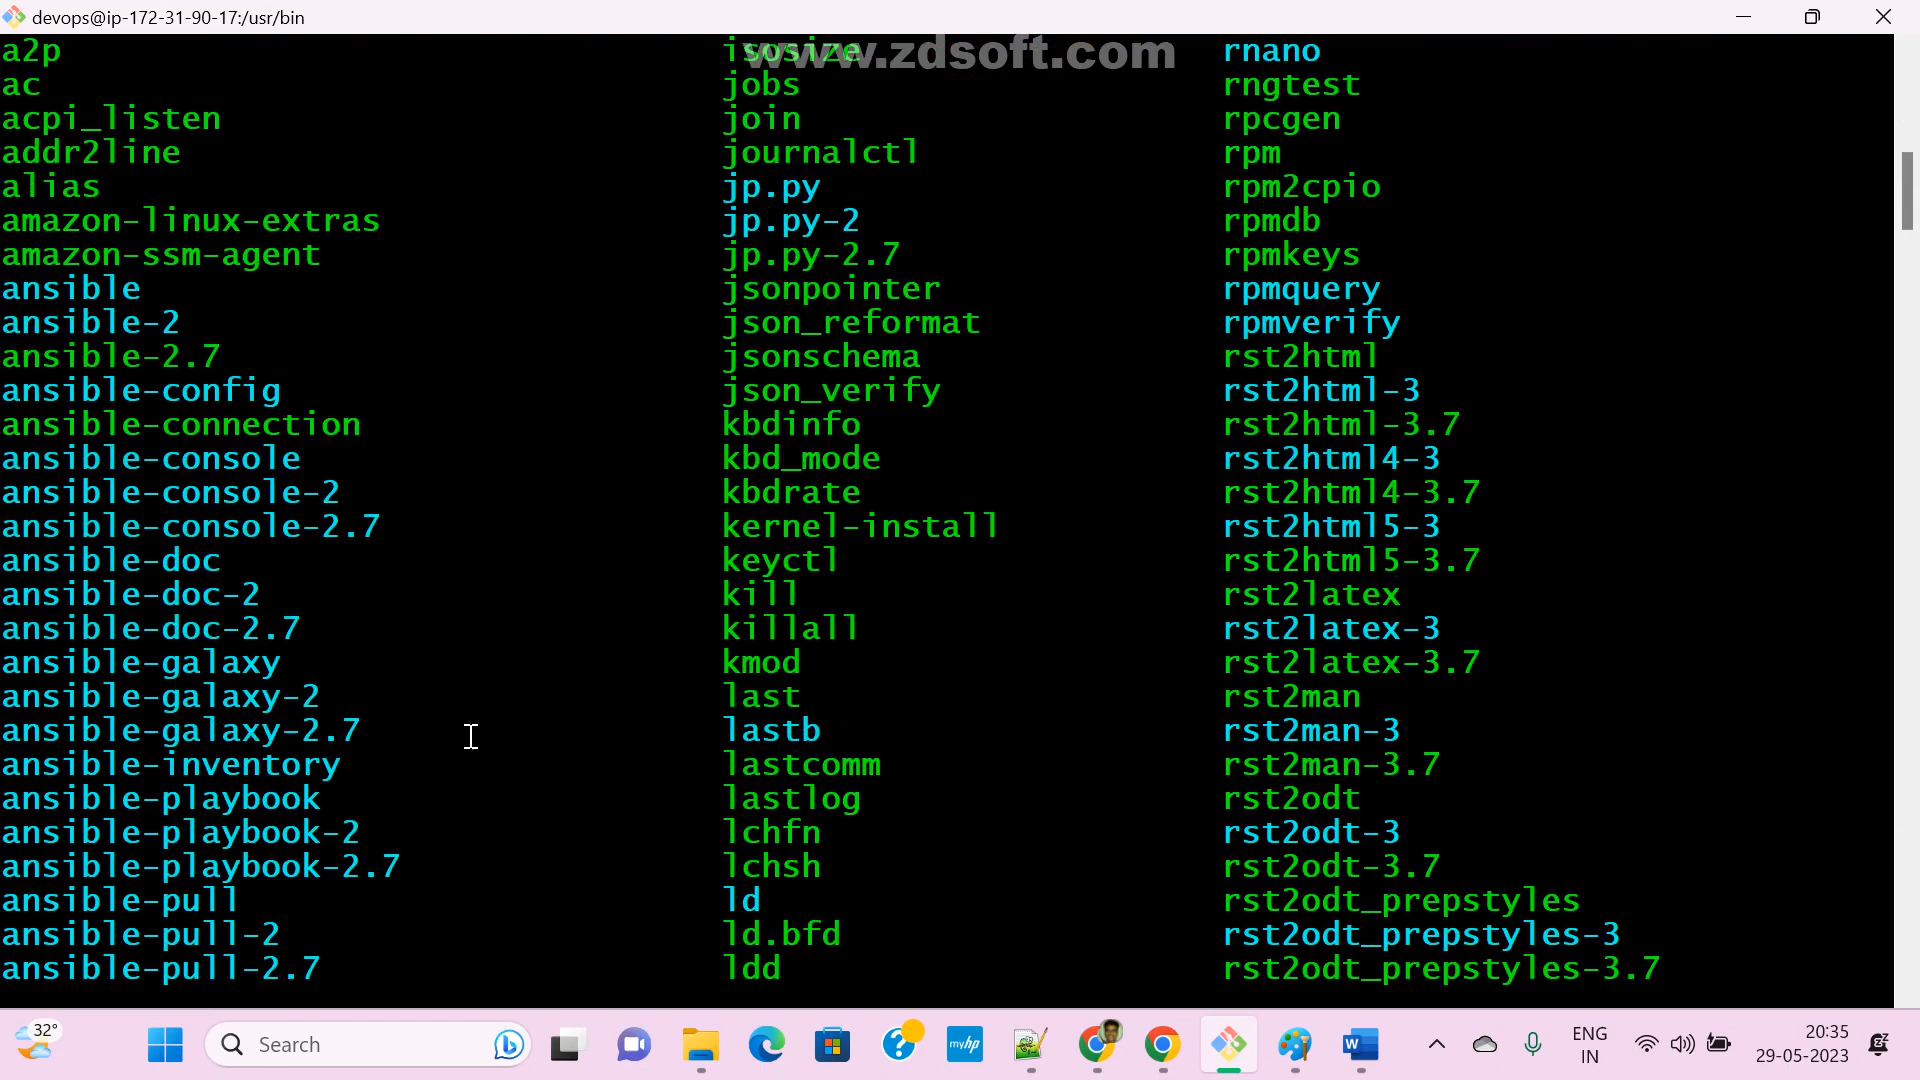 devops@ip-172-31-90-17:/usr/bin
www.zdsoft.com
a2p isosize rnano
ac jobs rngtest
acpi_listen join rpcgen
addr2line journalctl rpm
alias jp.py rpm2cpio
amazon-linux-extras jp.py-2 rpmdb
amazon-ssm-agent jp.py-2.7 rpmkeys
ansible jsonpointer rpmquery
ansible-2 json_reformat rpmverify
ansible-2.7 jsonschema rst2html
ansible-config json_verify rst2html-3
ansible-connection kbdinfo rst2html-3.7
ansible-console kbd_mode rst2html4-3
ansible-console-2 kbdrate rst2html4-3.7
ansible-console-2.7 kernel-install rst2html5-3
ansible-doc keyctl rst2html5-3.7
ansible-doc-2 kill rst2latex
ansible-doc-2.7 killall rst2latex-3
ansible-galaxy kmod rst2latex-3.7
ansible-galaxy-2 last rst2man
ansible-galaxy-2.7 lastb rst2man-3
ansible-inventory lastcomm rst2man-3.7
ansible-playbook lastlog rst2odt
ansible-playbook-2 lchfn rst2odt-3
ansible-playbook-2.7 lchsh rst2odt-3.7
ansible-pull ld rst2odt_prepstyles
ansible-pull-2 ld.bfd rst2odt_prepstyles-3
ansible-pull-2.7 ldd rst2odt_prepstyles-3.7
32°
Search
myhp
W
ENG
IN
20:35
29-05-2023